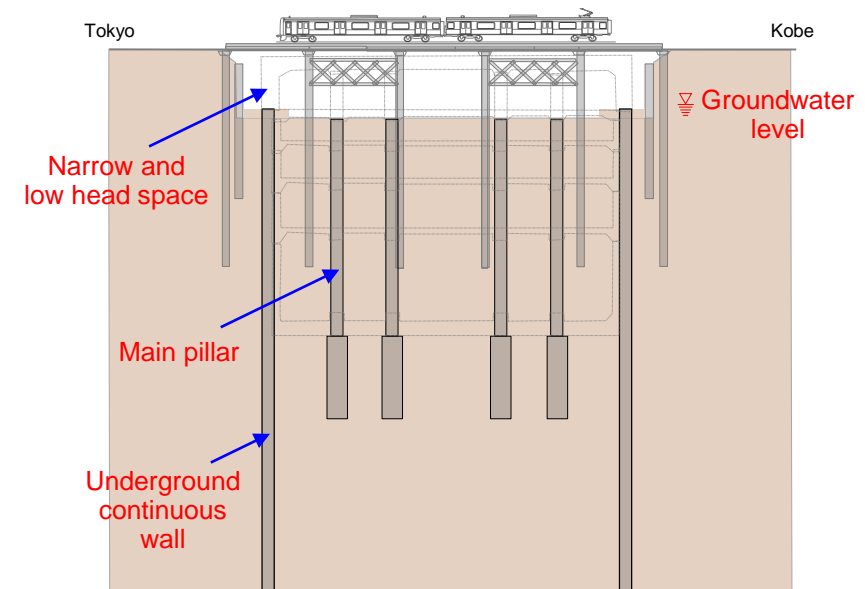 Tokyo
Kobe
Groundwater
level
Narrow and
low head space
Main pillar
Underground
continuous
wall